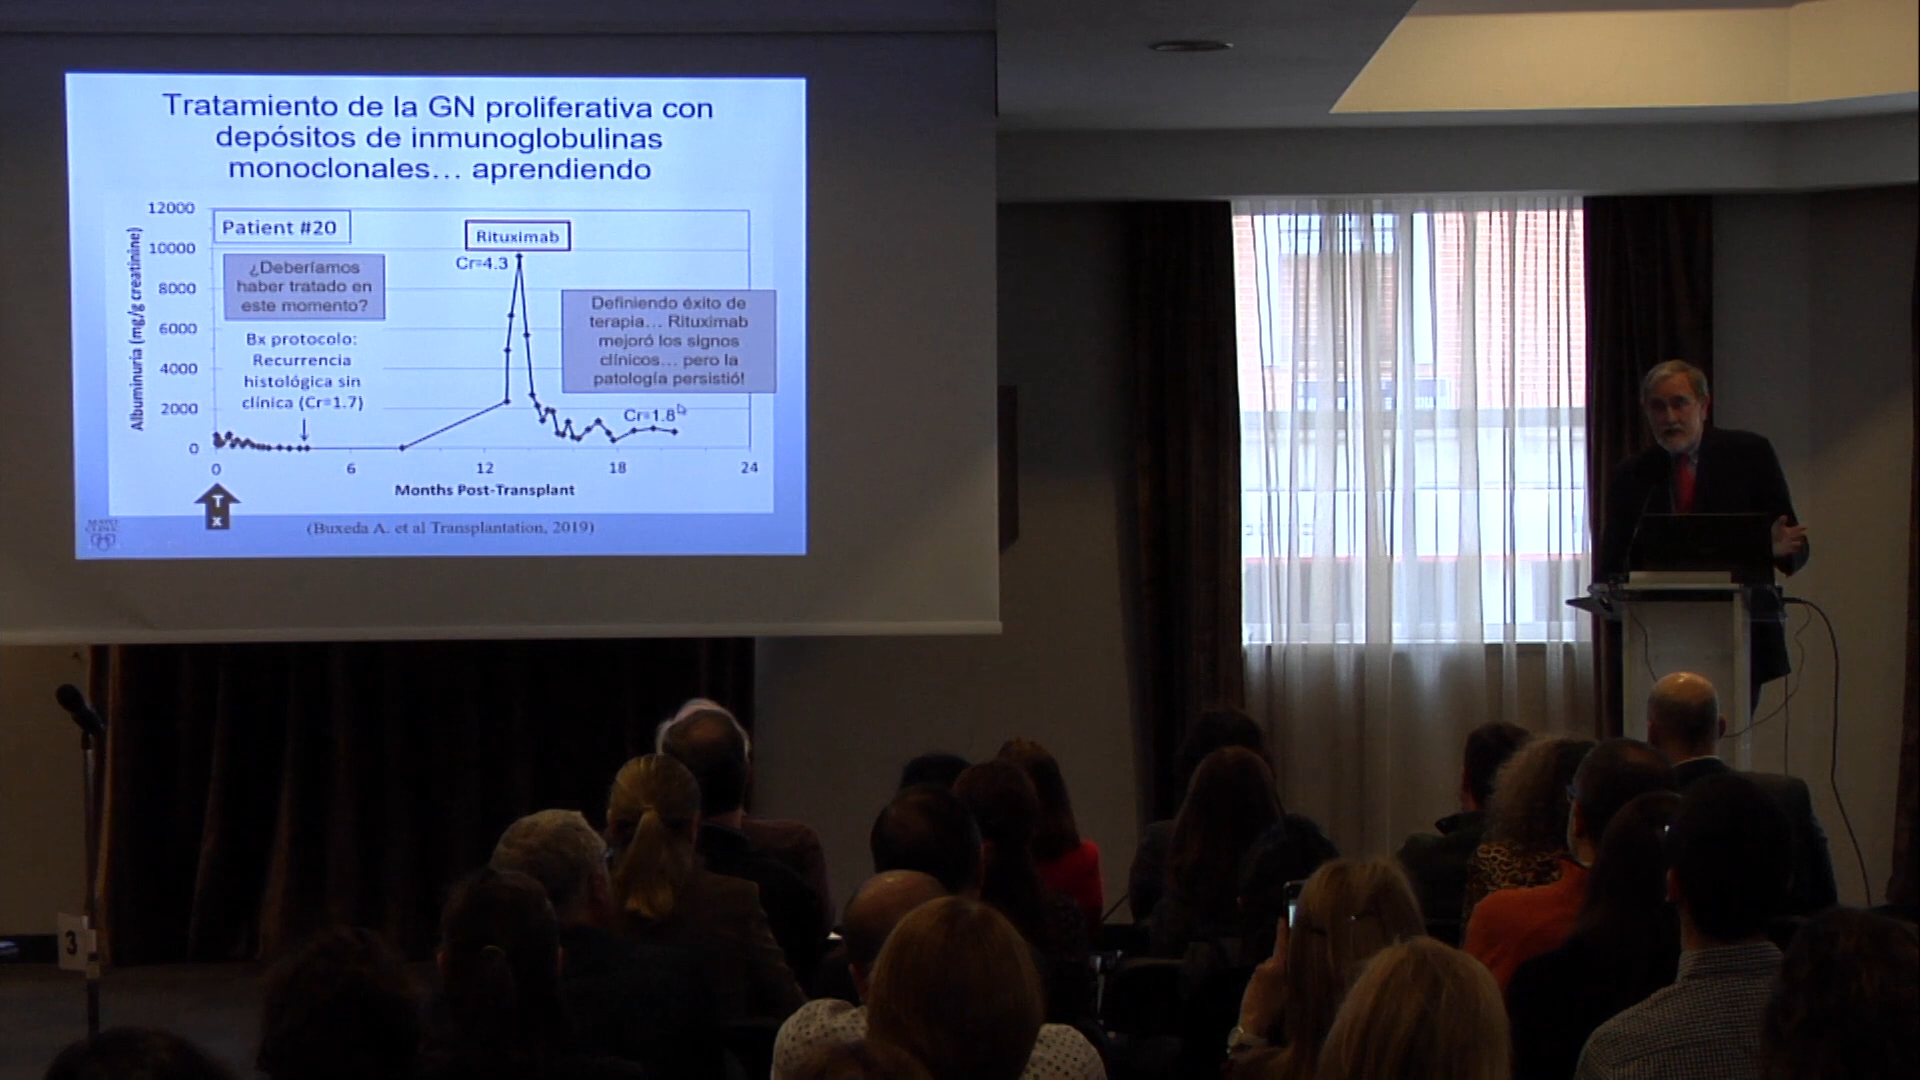 Tratamiento de la GN proliferativa con
depósitos de inmunoglobulinas
monoclonales… aprendiendo
12000
10000
8000
6000
4000
2000
0
Albuminuria (mg/g creatinine)
Patient #20
¿Deberíamos
haber tratado en
este momento?
Bx protocolo:
Recurrencia
histológica sin
clínica (Cr=1.7)
Rituximab
Cr=4.3
Definiendo éxito de
terapia… Rituximab
mejoró los signos
clínicos… pero la
patología persistió!
Cr=1.8
0 6 12 18 24
Months Post-Transplant
T
x
MAYO
CLINIC
(Buxeda A. et al Transplantation, 2019)
3